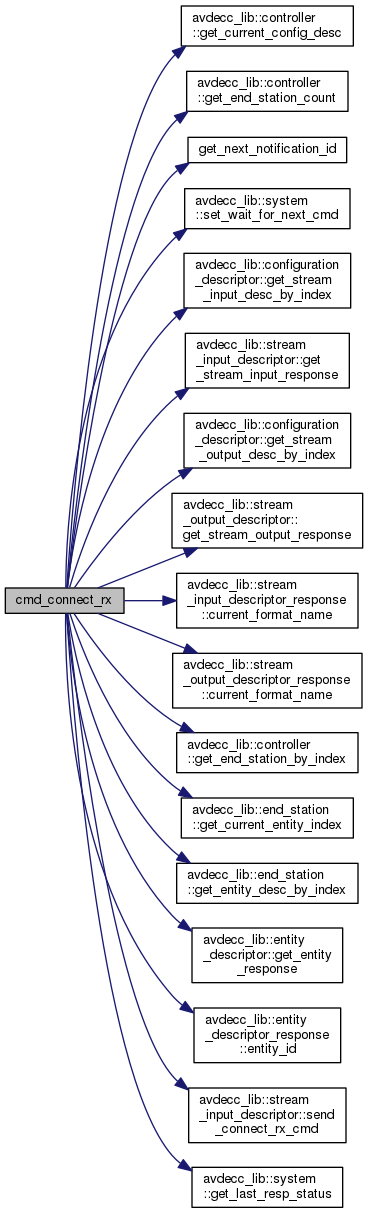 avdecc_lib::controller
::get_current_config_desc
avdecc_lib::controller
::get_end_station_count
get_next_notification_id
avdecc_lib::system
::set_wait_for_next_cmd
avdecc_lib::configuration
_descriptor::get_stream
_input_desc_by_index
avdecc_lib::stream
_input_descriptor::get
_stream_input_response
avdecc_lib::configuration
_descriptor::get_stream
_output_desc_by_index
avdecc_lib::stream
_output_descriptor::
get_stream_output_response
cmd_connect_rx
avdecc_lib::stream
_input_descriptor_response
::current_format_name
avdecc_lib::stream
_output_descriptor_response
::current_format_name
avdecc_lib::controller
::get_end_station_by_index
avdecc_lib::end_station
::get_current_entity_index
avdecc_lib::end_station
::get_entity_desc_by_index
avdecc_lib::entity
_descriptor::get_entity
_response
avdecc_lib::entity
_descriptor_response
::entity_id
avdecc_lib::stream
_input_descriptor::send
_connect_rx_cmd
avdecc_lib::system
::get_last_resp_status